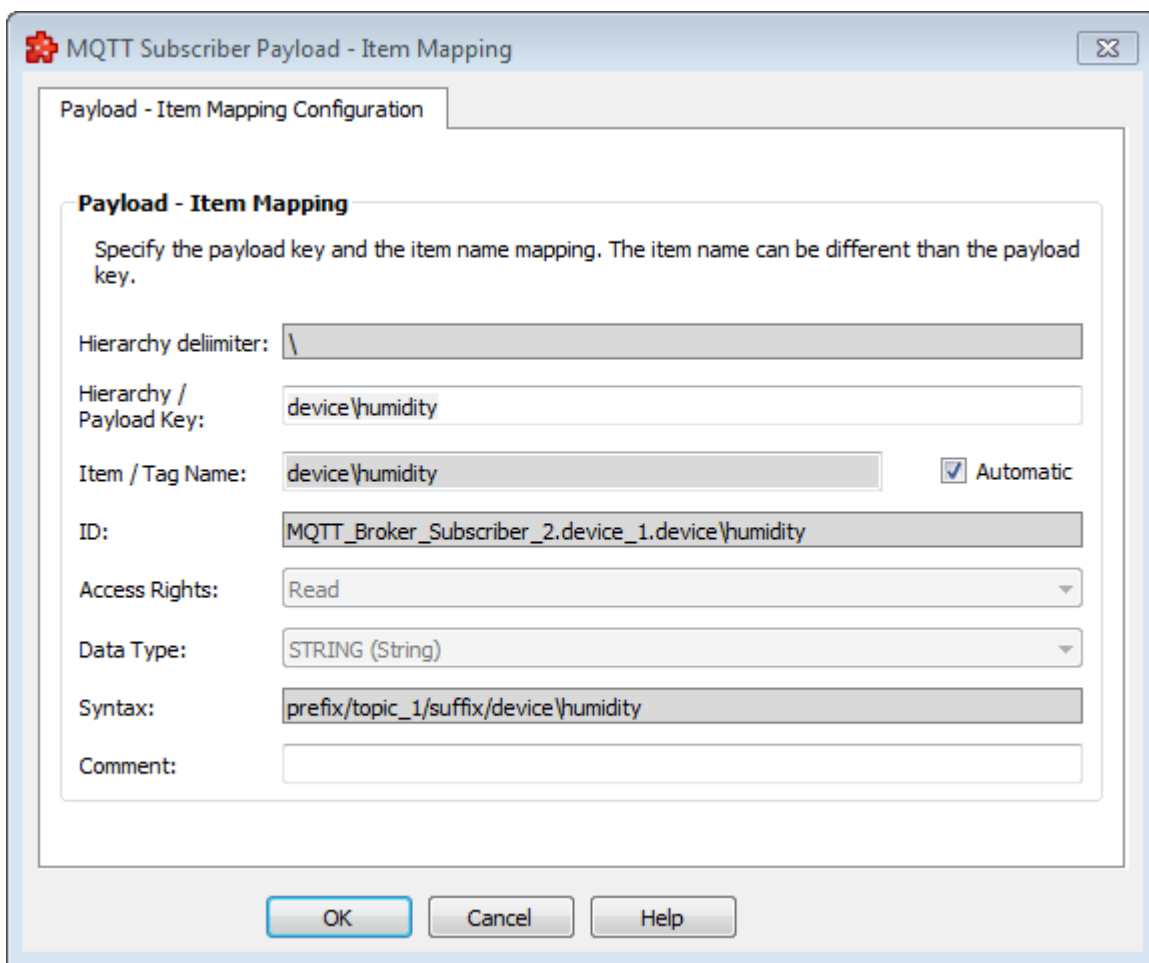 MQTT Subscriber Payload - Item Mapping
Payload - Item Mapping Configuration
Payload - Item Mapping
Specify the payload key and the item name mapping. The item name can be different than the payload
key.
Hierarchy deliimiter: \
Hierarchy /
Payload Key: device\humidity
Item / Tag Name: device\humidity Automatic
ID: MQTT_Broker_Subscriber_2.device_1.device\humidity
Access Rights: Read
Data Type: STRING (String)
Syntax: prefix/topic_1/suffix/device\humidity
Comment:
OK Cancel Help